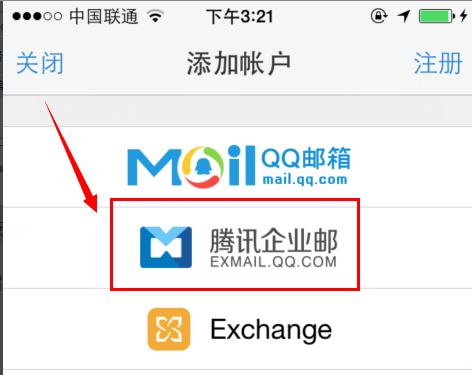 中国联通 下午3:21
关闭 添加帐户 注册
Mail QQ邮箱
mail.qq.com
腾讯企业邮
EXMAIL.QQ.COM
Exchange